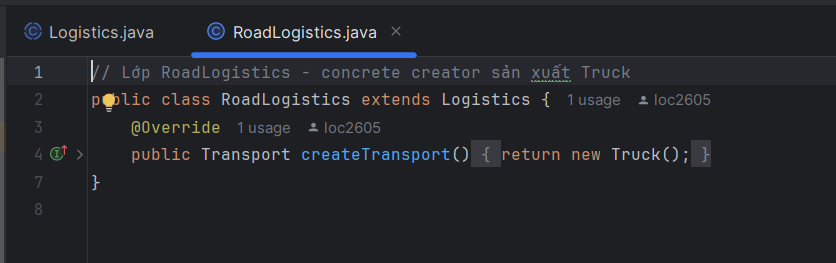 Logistics.java RoadLogistics.java
1 // Lớp RoadLogistics - concrete creator sản xuất Truck
2 public class RoadLogistics extends Logistics { 1 usage loc2605
3 @Override 1 usage loc2605
4 public Transport createTransport() { return new Truck(); }
7 }
8